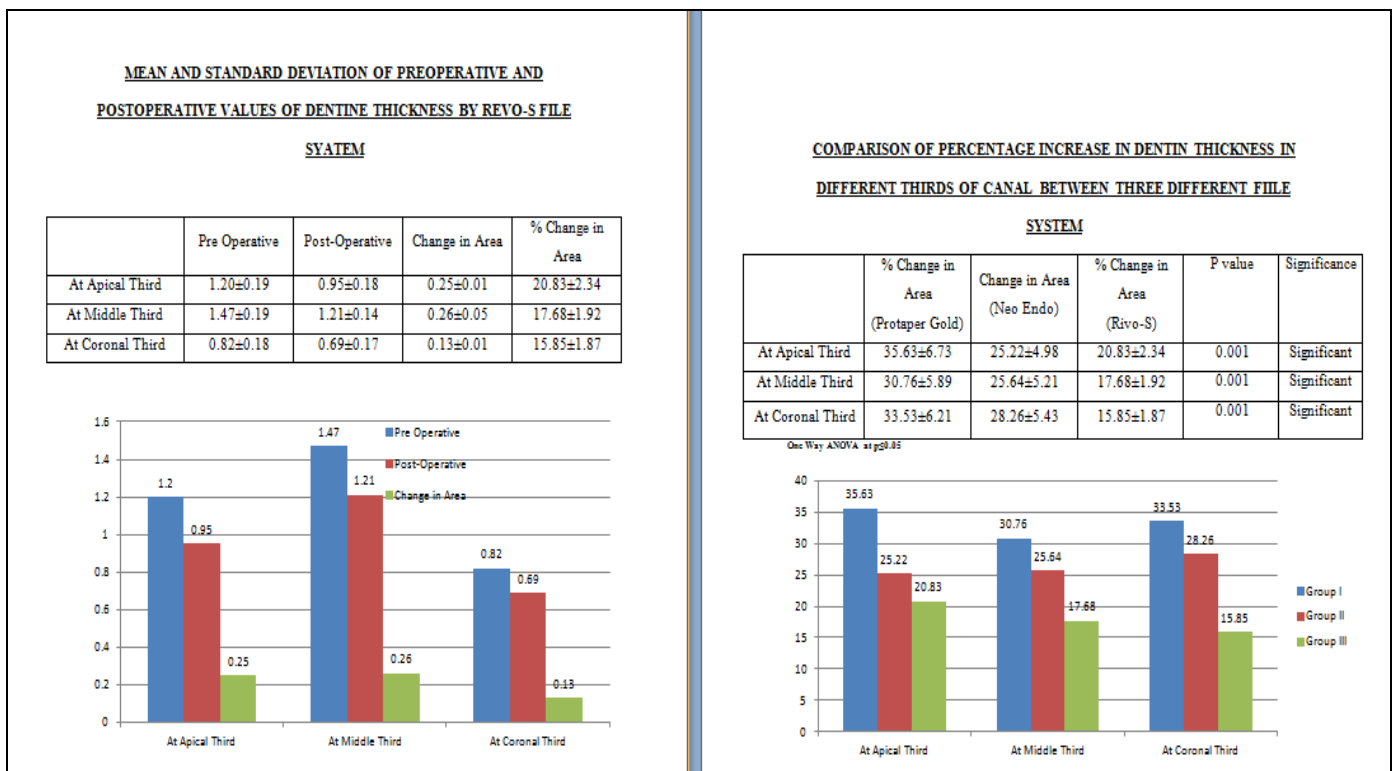 MEAN AND STANDARD DEVIATION OF PREOPERATIVE AND
POSTOPERATIVE VALUES OF DENTINE THICKNESS BY REVO-S FILE
SYATEM
Pre Operative Post-Operative Change in Area % Change in Area
At Apical Third 1.20±0.19 0.95±0.18 0.25±0.01 20.83±2.34
At Middle Third 1.47±0.19 1.21±0.14 0.26±0.05 17.68±1.92
At Coronal Third 0.82±0.18 0.69±0.17 0.13±0.01 15.85±1.87
1.6
1.4
1.2
1
0.8
0.6
0.4
0.2
0
1.2
0.95
0.25
1.47
1.21
0.26
0.82
0.69
0.13
Pre Operative
Post-Operative
Change in Area
At Apical Third At Middle Third At Coronal Third
COMPARISON OF PERCENTAGE INCREASE IN DENTIN THICKNESS IN
DIFFERENT THIRDS OF CANAL BETWEEN THREE DIFFERENT FIILE
SYSTEM
% Change in Area (Protaper Gold) Change in Area (Neo Endo) % Change in Area (Rivo-S) P value Significance
At Apical Third 35.63±6.73 25.22±4.98 20.83±2.34 0.001 Significant
At Middle Third 30.76±5.89 25.64±5.21 17.68±1.92 0.001 Significant
At Coronal Third 33.53±6.21 28.26±5.43 15.85±1.87 0.001 Significant
One Way ANOVA at p≤0.05
40
35
30
25
20
15
10
5
0
35.63
25.22
20.83
30.76
25.64
17.68
33.53
28.26
15.85
Group I
Group II
Group III
At Apical Third At Middle Third At Coronal Third